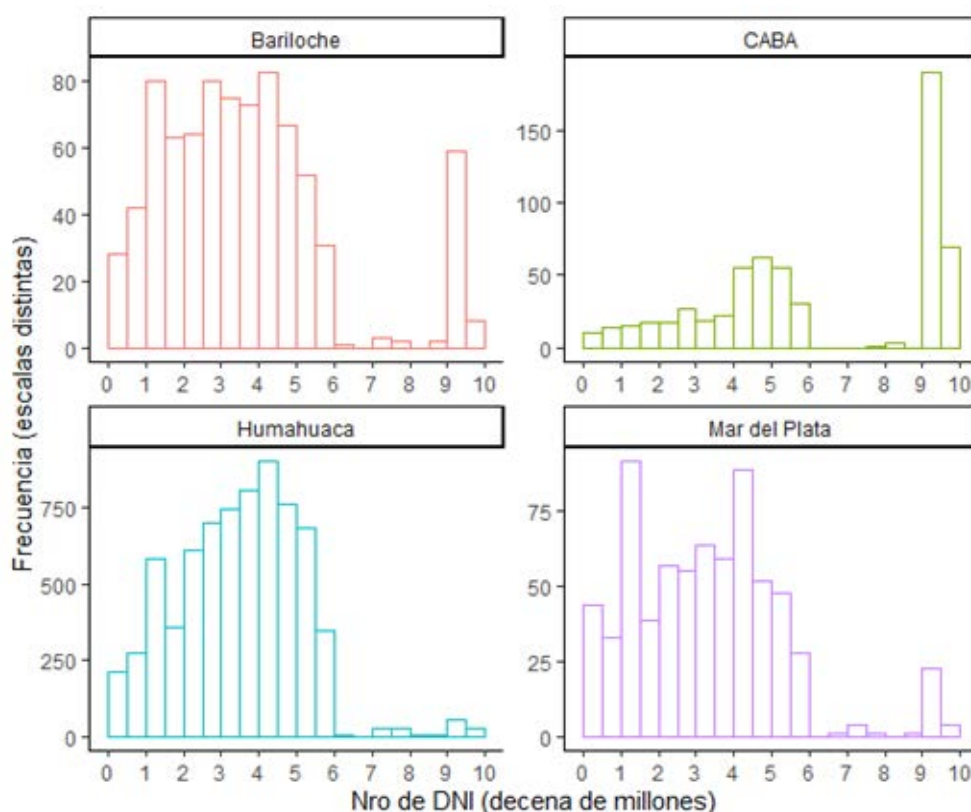 Bariloche
CABA
80
60
40
20
0
150
100
50
0
0 1 2 3 4 5 6 7 8 9 10
0 1 2 3 4 5 6 7 8 9 10
Humahuaca
Mar del Plata
750
500
250
0
75
50
25
0
0 1 2 3 4 5 6 7 8 9 10
0 1 2 3 4 5 6 7 8 9 10
Frecuencia (escalas distintas)
Nro de DNI (decena de millones)